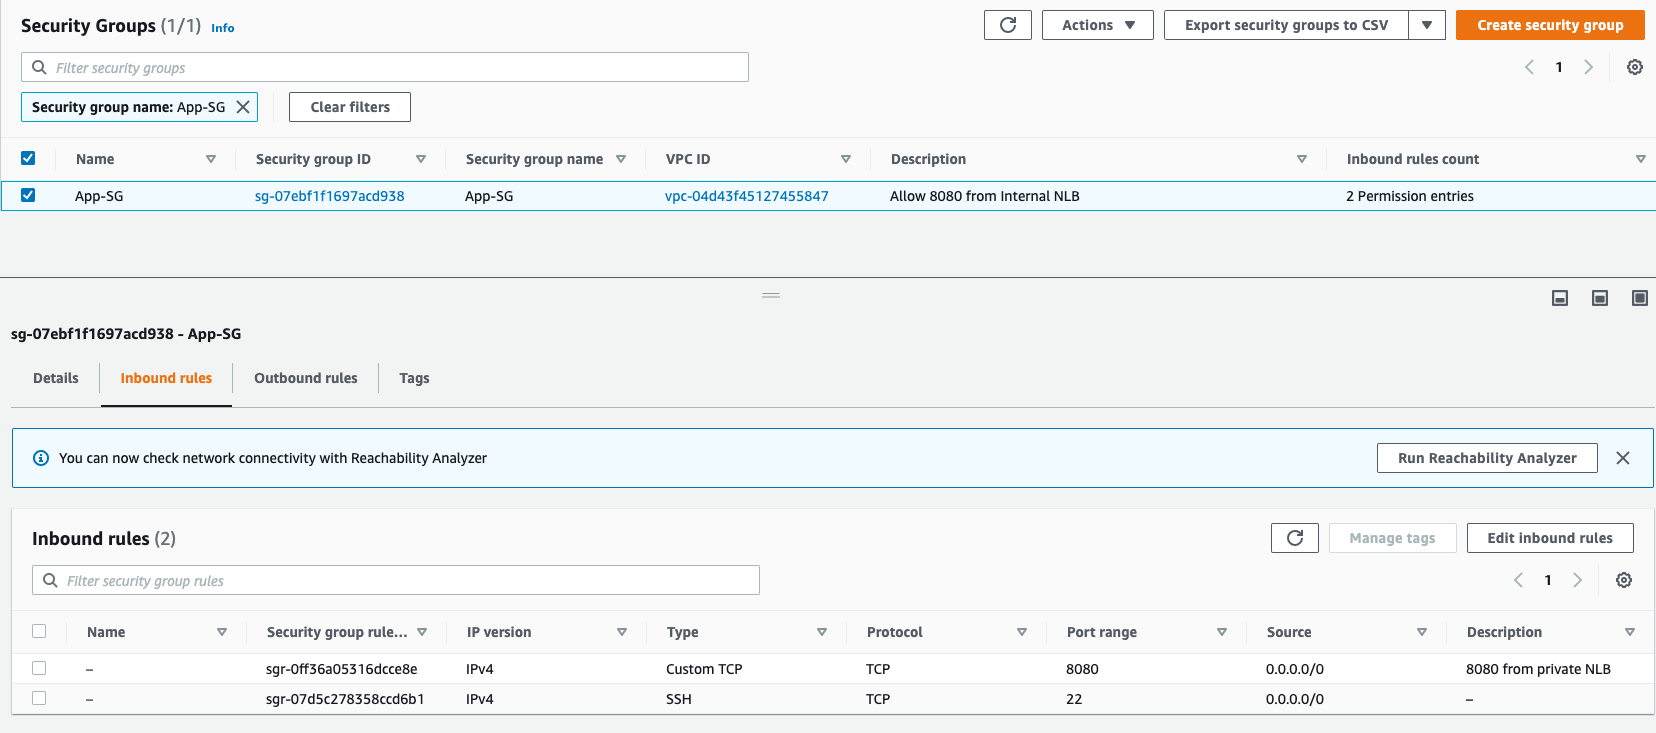 Security Groups (1/1) Info
Actions
Export security groups to CSV
Create security group
Filter security groups
1
Security group name: App-SG
Clear filters
Name Security group ID Security group name VPC ID Description Inbound rules count
App-SG sg-07ebf1f1697acd938 App-SG vpc-04d43f45127455847 Allow 8080 from Internal NLB 2 Permission entries
sg-07ebf1f1697acd938 - App-SG
Details Inbound rules Outbound rules Tags
You can now check network connectivity with Reachability Analyzer
Run Reachability Analyzer
Inbound rules (2)
Manage tags
Edit inbound rules
Filter security group rules
1
Name Security group rule... IP version Type Protocol Port range Source Description
– sgr-0ff36a05316dcce8e IPv4 Custom TCP TCP 8080 0.0.0.0/0 8080 from private NLB
– sgr-07d5c278358ccd6b1 IPv4 SSH TCP 22 0.0.0.0/0 –